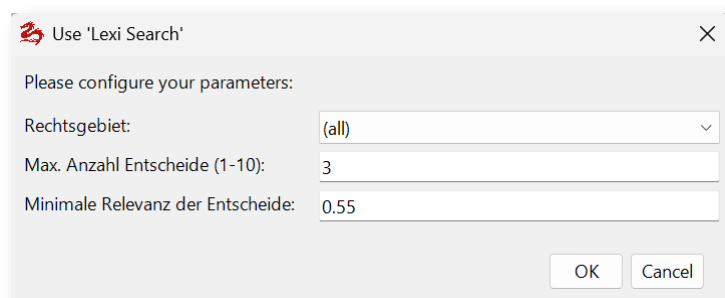 Use 'Lexi Search'
Please configure your parameters:
Rechtsgebiet: (all)
Max. Anzahl Entscheide (1-10): 3
Minimale Relevanz der Entscheide: 0.55
OK Cancel